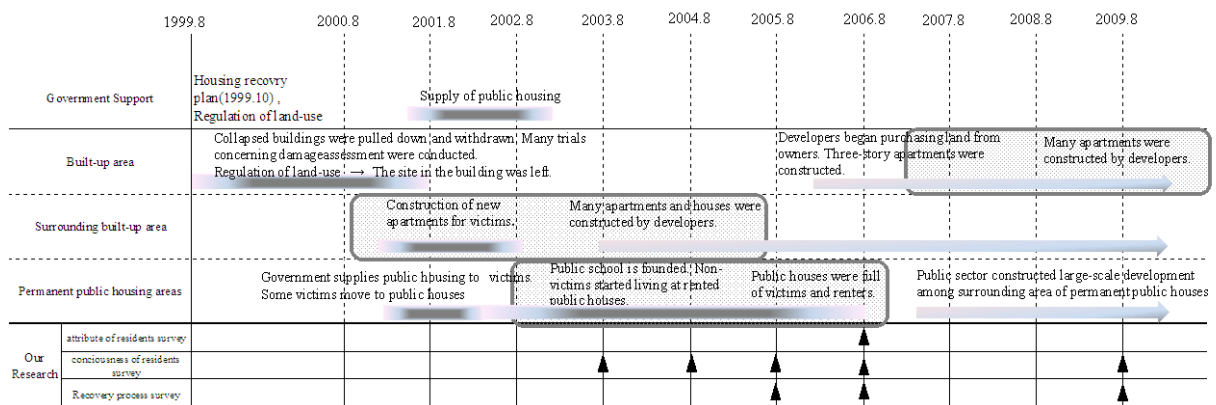 1999.8
2000.8
2001.8
2002.8
2003.8
2004.8
2005.8
2006.8
2007.8
2008.8
2009.8
Government Support
Housing recovry
plan(1999.10) ,
Regulation of land-use
Supply of public housing
Built-up area
Collapsed buildings were pulled down and withdrawn. Many trials
concerning damageassessment were conducted.
Regulation of land-use → The site in the building was left.
Developers began purchasing land from
owners. Three-story apartments were
constructed.
Many apartments were
constructed by developers.
Surrounding built-up area
Construction of new
apartments for victims.
Many apartments and houses were
constructed by developers.
Permanent public housing areas
Government supplies public hbusing to victims.
Some victims move to public houses
Public school is founded. Non-
victims started living at rented
public houses.
Public houses were full
of victims and renters.
Public sector constructed large-scale development
among surrounding area of permanent public houses
Our
Research
attribute of residents survey
conciousness of residents
survey
Recovery process survey